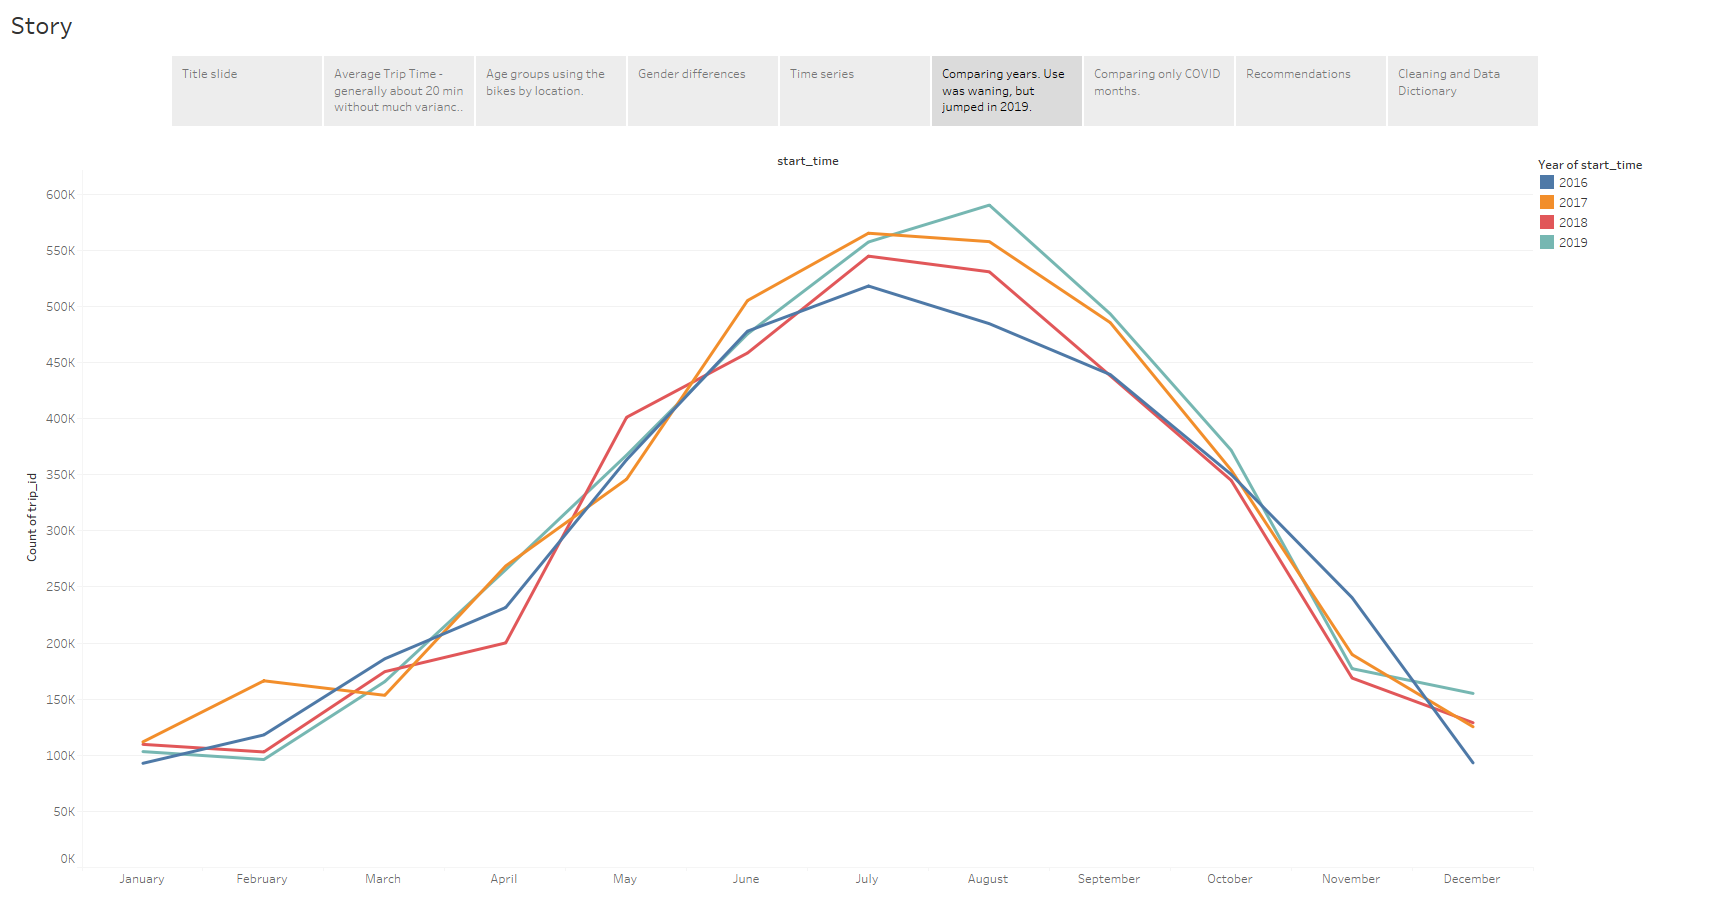 Story
Title slide
Average Trip Time -
generally about 20 min
without much varianc..
Age groups using the
bikes by location.
Gender differences
Time series
Comparing years. Use
was waning, but
jumped in 2019.
Comparing only COVID
months.
Recommendations
Cleaning and Data
Dictionary
start_time
Year of start_time
2016
2017
2018
2019
Count of trip_id
600K
550K
500K
450K
400K
350K
300K
250K
200K
150K
100K
50K
0K
January
February
March
April
May
June
July
August
September
October
November
December